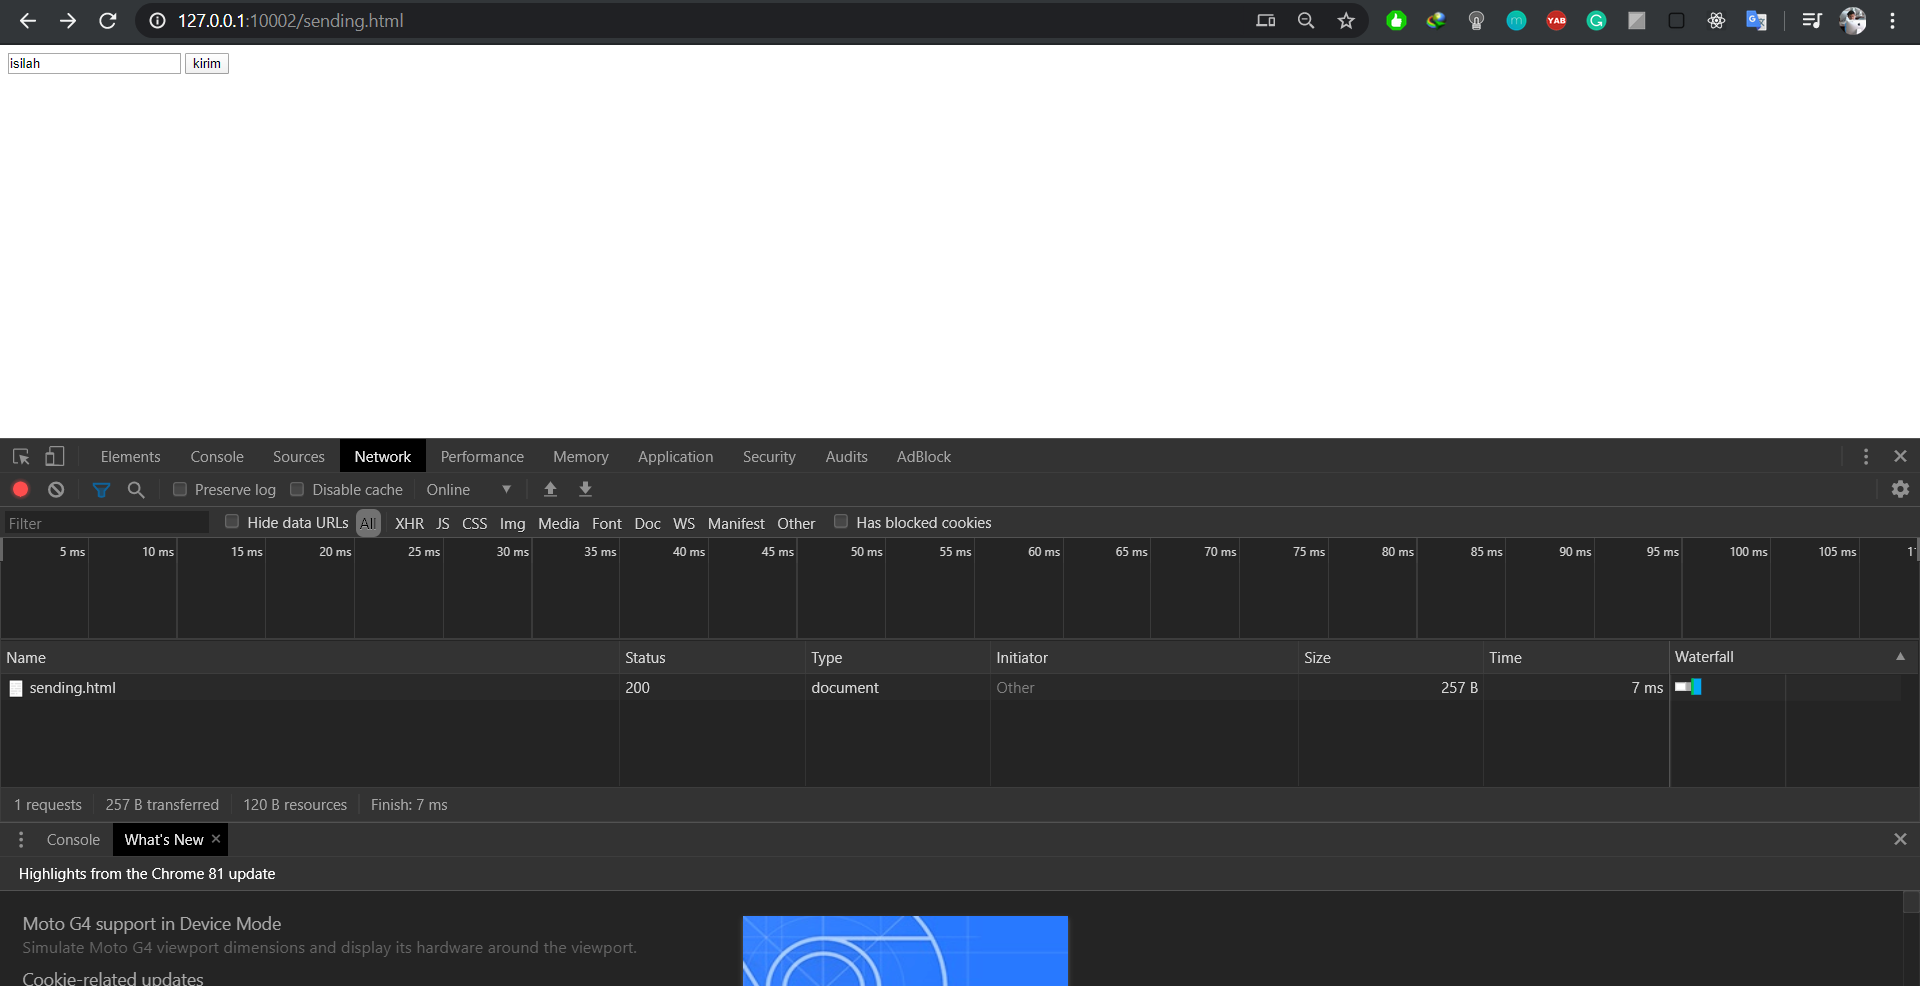 127.0.0.1:10002/sending.html
YAB
isilah kirim
Elements Console Sources Network Performance Memory Application Security Audits AdBlock
Preserve log Disable cache Online
Filter Hide data URLs All XHR JS CSS Img Media Font Doc WS Manifest Other Has blocked cookies
5 ms 10 ms 15 ms 20 ms 25 ms 30 ms 35 ms 40 ms 45 ms 50 ms 55 ms 60 ms 65 ms 70 ms 75 ms 80 ms 85 ms 90 ms 95 ms 100 ms 105 ms
Name Status Type Initiator Size Time Waterfall
sending.html 200 document Other 257 B 7 ms
1 requests 257 B transferred 120 B resources Finish: 7 ms
Console What's New
Highlights from the Chrome 81 update
Moto G4 support in Device Mode
Simulate Moto G4 viewport dimensions and display its hardware around the viewport.
Cookie-related updates